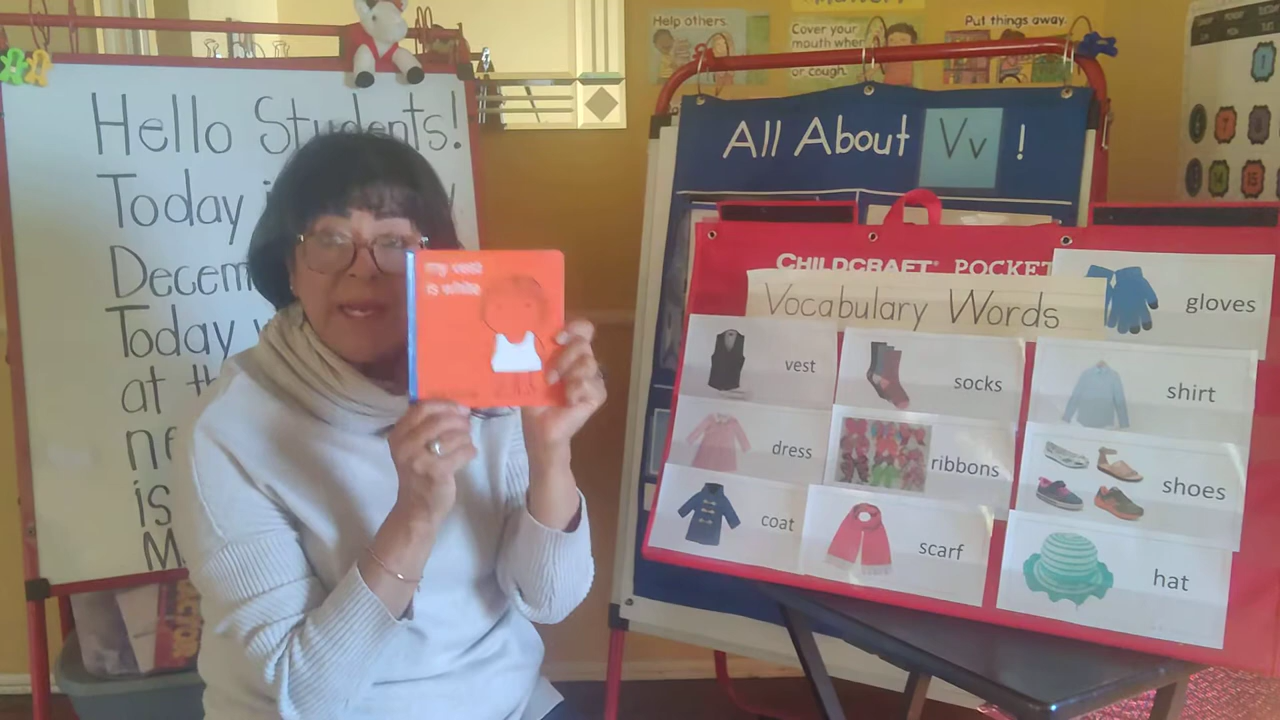 Hello Students!
Today
Decem
Today
at th
is
M
my vest
is white
Help others.
Cover your
mouth when
or cough.
Put things away.
All About Vv !
CHILDCRAFT® POCKET
Vocabulary Words
gloves
vest
socks
shirt
dress
ribbons
shoes
coat
scarf
hat